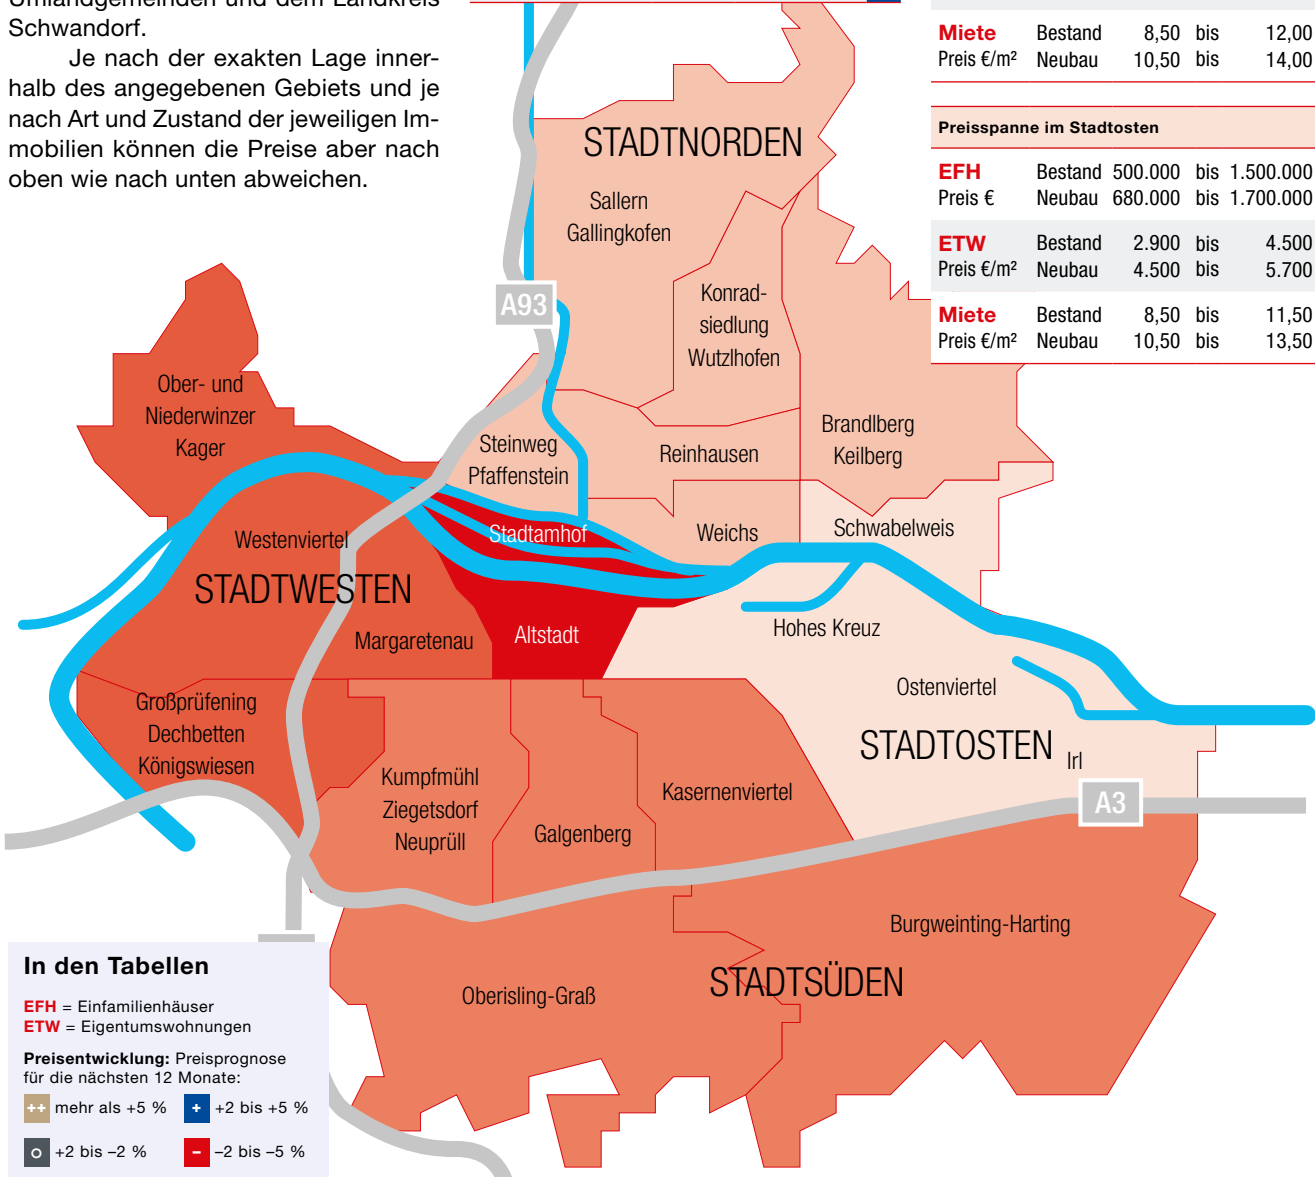 Umlandgemeinden und dem Landkreis
Schwandorf.
Je nach der exakten Lage inner-
halb des angegebenen Gebiets und je
nach Art und Zustand der jeweiligen Im-
mobilien können die Preise aber nach
oben wie nach unten abweichen.
Miete Bestand 8,50 bis 12,00
Preis €/m² Neubau 10,50 bis 14,00
Preisspanne im Stadtosten
EFH Bestand 500.000 bis 1.500.000
Preis € Neubau 680.000 bis 1.700.000
ETW Bestand 2.900 bis 4.500
Preis €/m² Neubau 4.500 bis 5.700
Miete Bestand 8,50 bis 11,50
Preis €/m² Neubau 10,50 bis 13,50
STADTNORDEN
Sallern
Gallingkofen
A93
Konrad-
siedlung
Wutzlhofen
Ober- und
Niederwinzer
Kager
Steinweg
Pfaffenstein
Reinhausen
Brandlberg
Keilberg
Westenviertel
Stadtamhof
Weichs
Schwabelweis
STADTWESTEN
Margaretenau
Altstadt
Hohes Kreuz
Großprüfening
Dechbetten
Königswiesen
Ostenviertel
STADTOSTEN
Irl
Kumpfmühl
Ziegetsdorf
Neuprüll
Galgenberg
Kasernenviertel
A3
Burgweinting-Harting
Oberisling-Graß
STADTSÜDEN
In den Tabellen
EFH = Einfamilienhäuser
ETW = Eigentumswohnungen
Preisentwicklung: Preisprognose
für die nächsten 12 Monate:
++ mehr als +5 % + +2 bis +5 %
o +2 bis –2 % – –2 bis –5 %